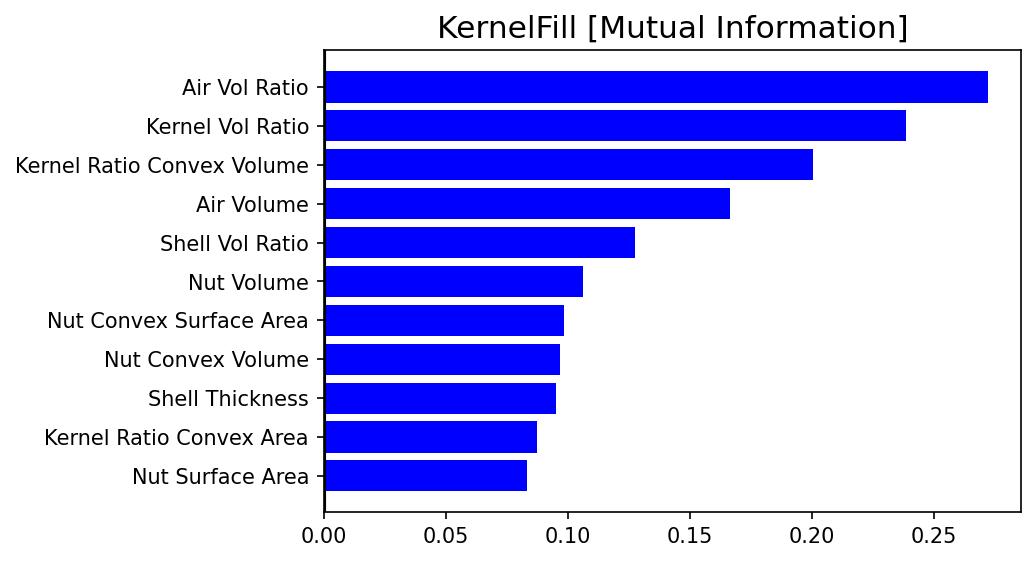 KernelFill [Mutual Information]
Air Vol Ratio
Kernel Vol Ratio
Kernel Ratio Convex Volume
Air Volume
Shell Vol Ratio
Nut Volume
Nut Convex Surface Area
Nut Convex Volume
Shell Thickness
Kernel Ratio Convex Area
Nut Surface Area
0.00 0.05 0.10 0.15 0.20 0.25